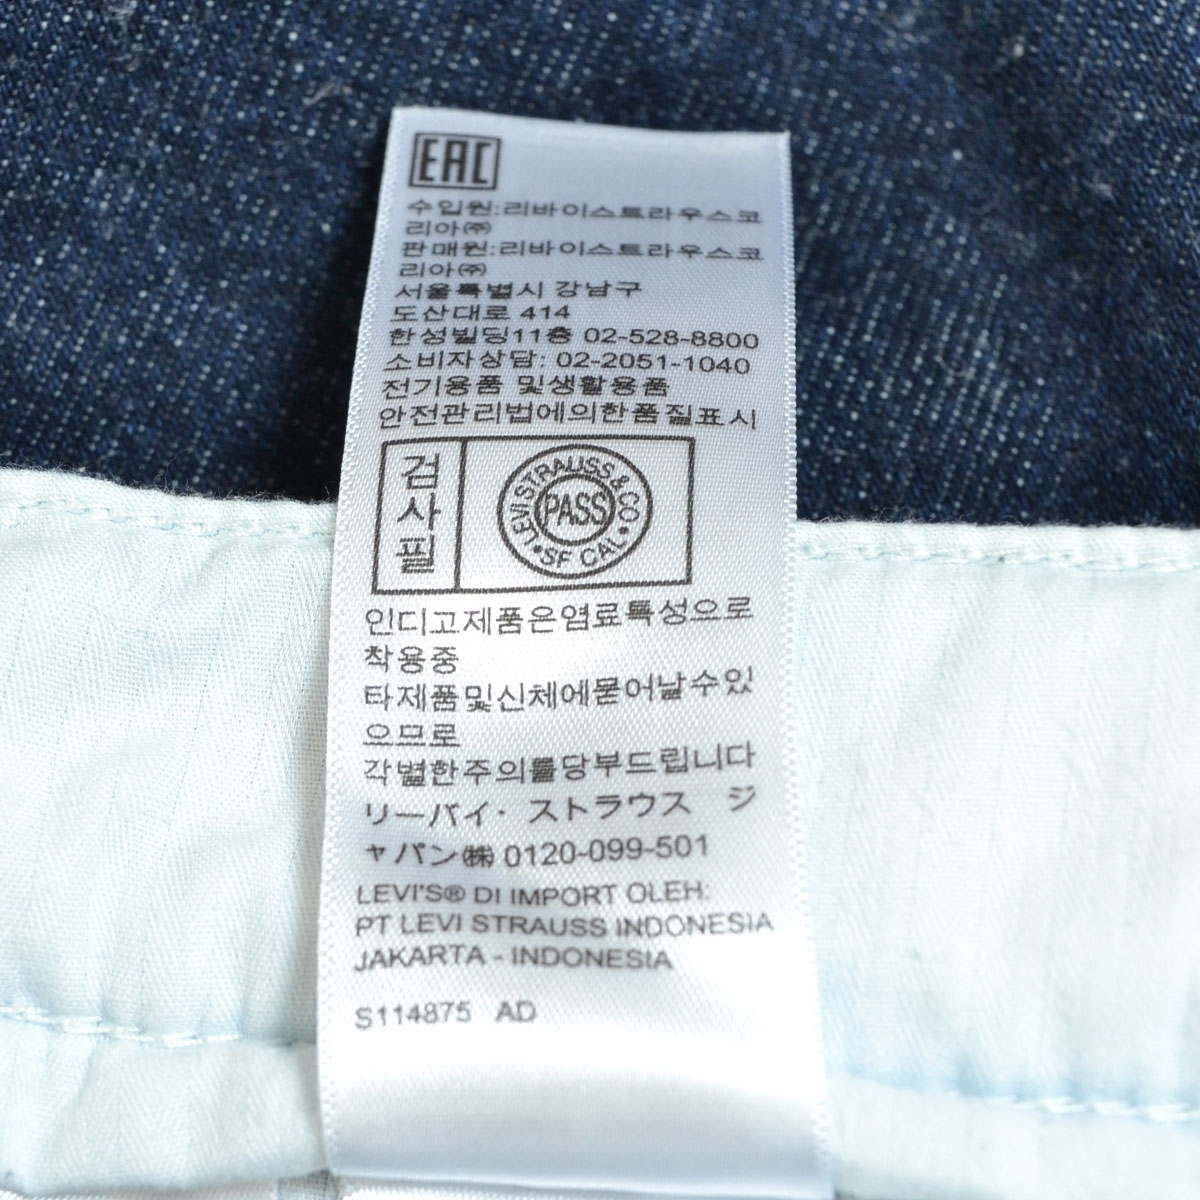 EAC
수입원:리바이스트라우스코
리아㈜
판매원:리바이스트라우스코
리아㈜
서울특별시 강남구
도산대로 414
한성빌딩11층 02-528-8800
소비자상담: 02-2051-1040
전기용품 및생활용품
안전관리법에의한품질표시
검
사
필
LEVI STRAUSS & CO
PASS
SF CAL
인디고제품은염료특성으로
착용중
타제품및신체에묻어날수있
으므로
각별한주의를당부드립니다
リーバイ・ストラウス ジ
ャパン㈱ 0120-099-501
LEVI'S® DI IMPORT OLEH:
PT LEVI STRAUSS INDONESIA
JAKARTA - INDONESIA
S114875 AD